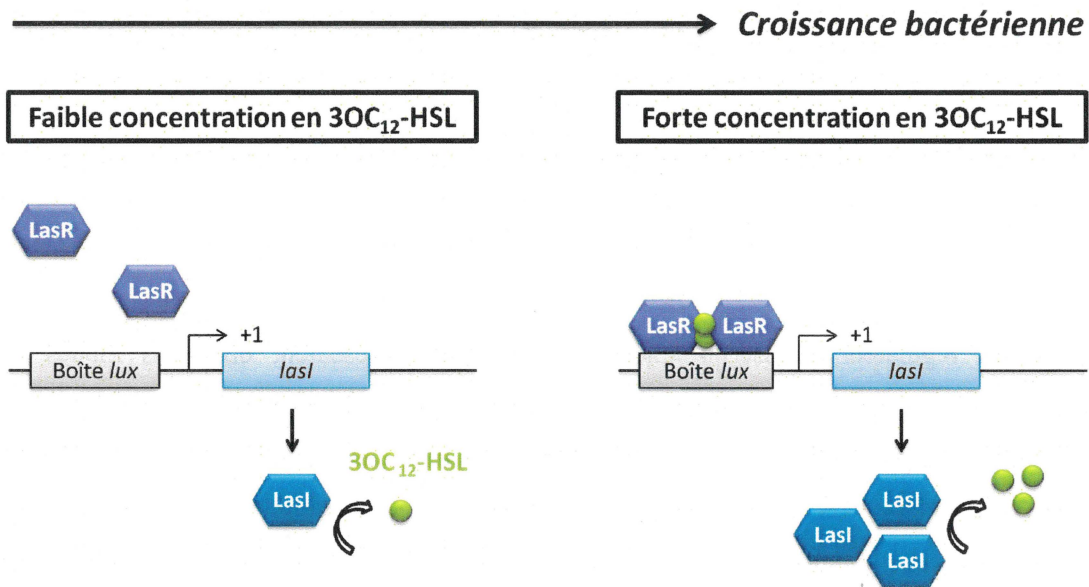 Croissance bactérienne
Faible concentration en 3OC₁₂-HSL
Forte concentration en 3OC₁₂-HSL
LasR
LasR
+1
Boîte lux
lasI
3OC₁₂-HSL
LasI
LasR
LasR
+1
Boîte lux
lasI
LasI
LasI
LasI